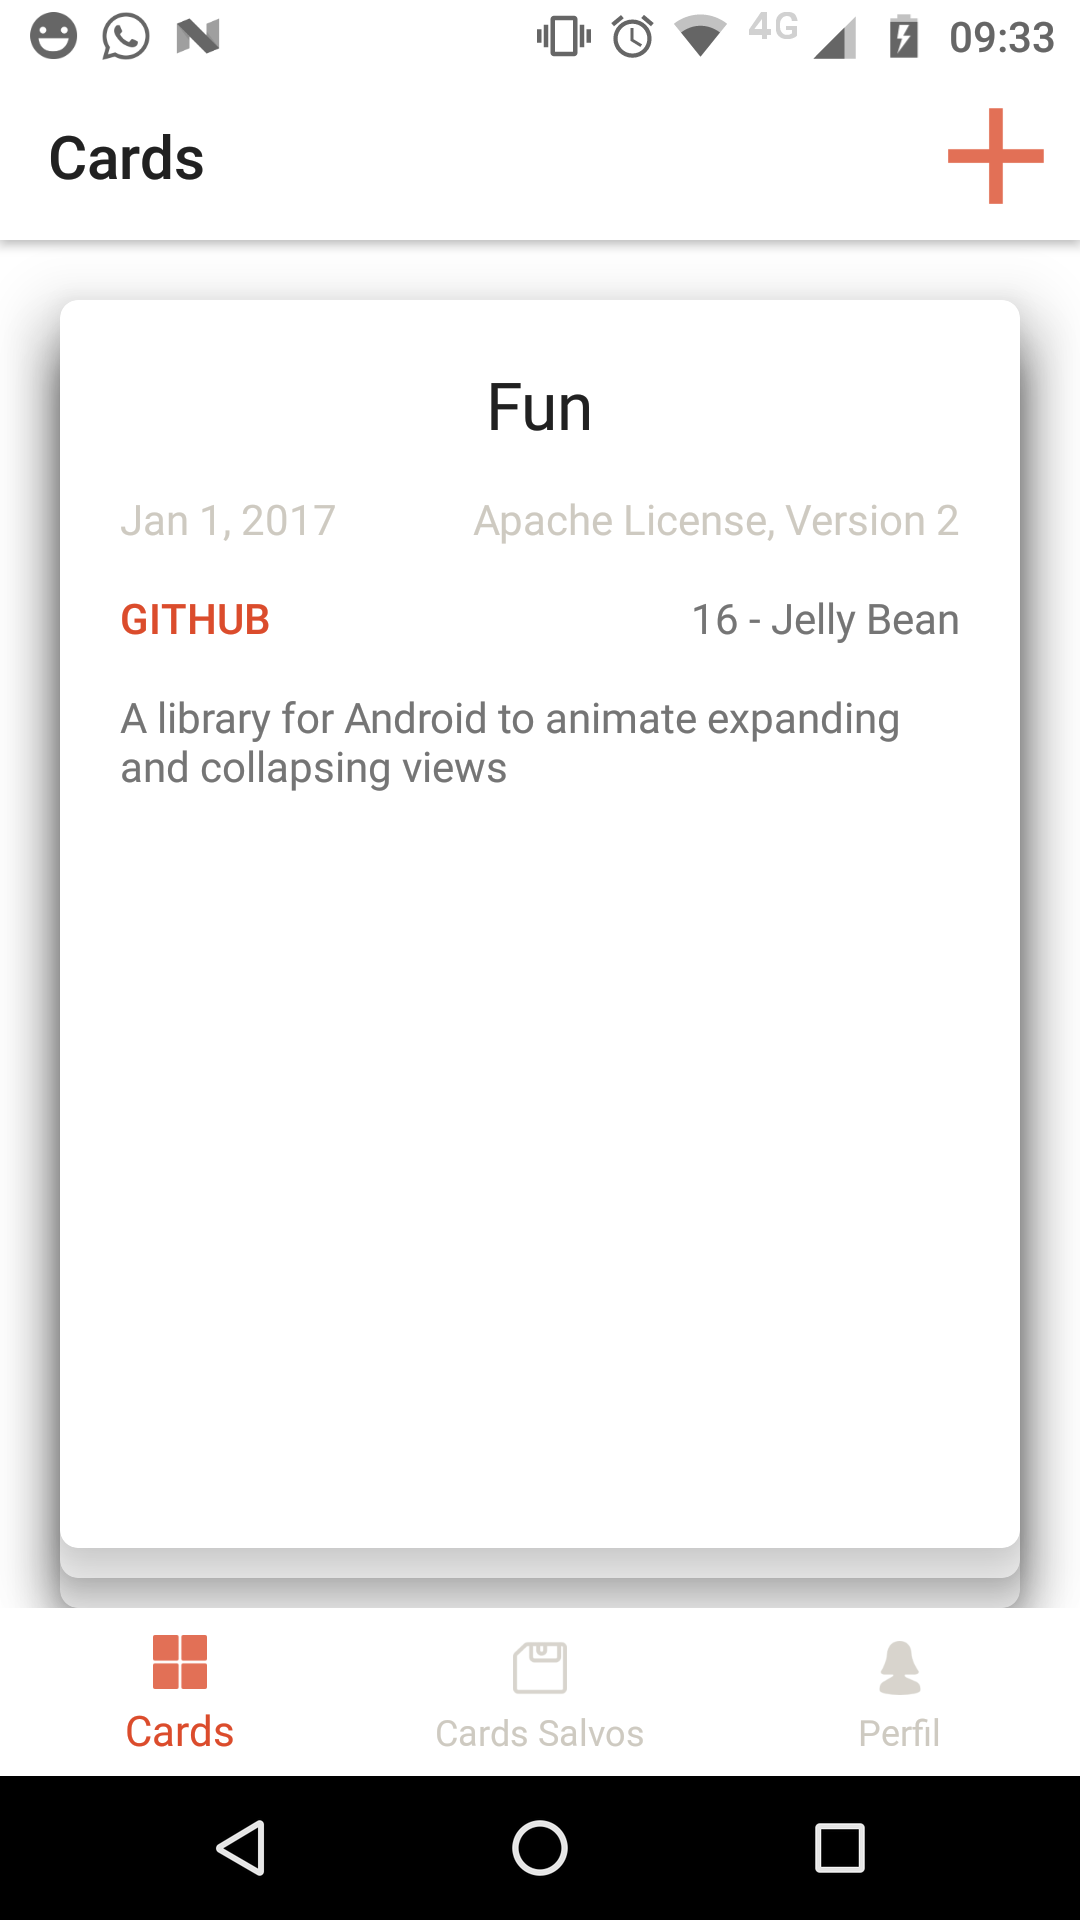 4G 09:33
Cards
Fun
Jan 1, 2017 Apache License, Version 2
GITHUB 16 - Jelly Bean
A library for Android to animate expanding
and collapsing views
Cards Cards Salvos Perfil